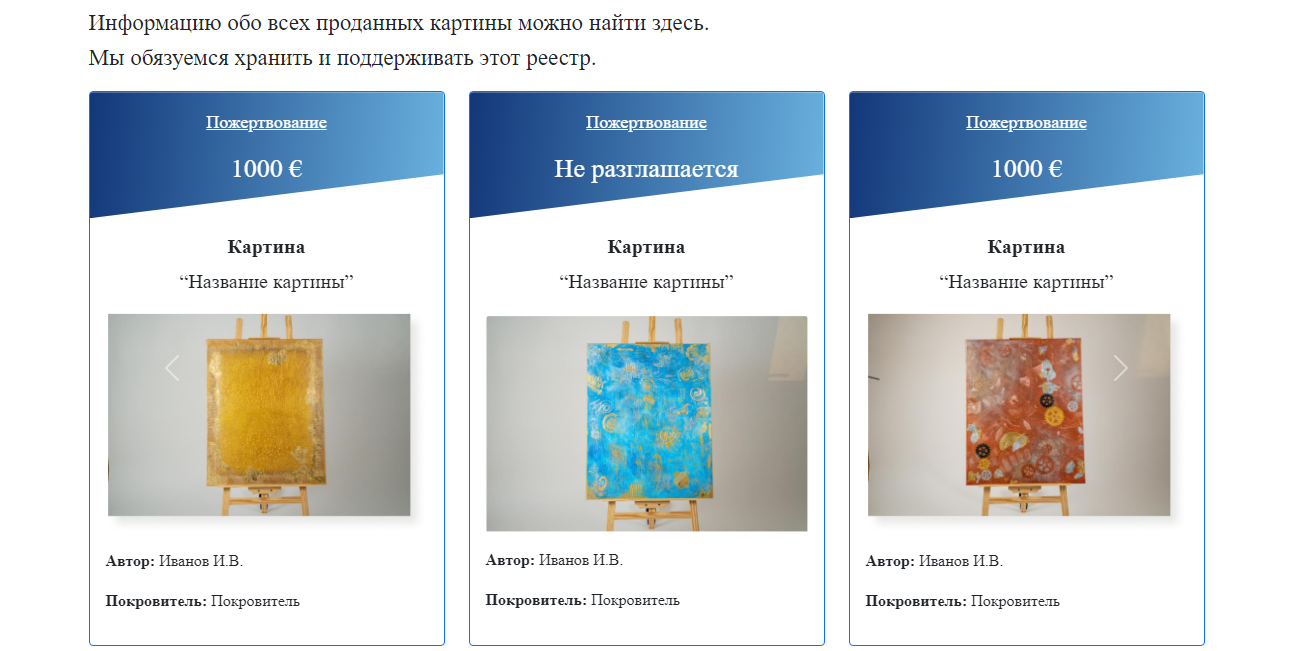 Информацию обо всех проданных картины можно найти здесь.
Мы обязуемся хранить и поддерживать этот реестр.
Пожертвование
1000 €
Картина
“Название картины”
Автор: Иванов И.В.
Покровитель: Покровитель
Пожертвование
Не разглашается
Картина
“Название картины”
Автор: Иванов И.В.
Покровитель: Покровитель
Пожертвование
1000 €
Картина
“Название картины”
Автор: Иванов И.В.
Покровитель: Покровитель